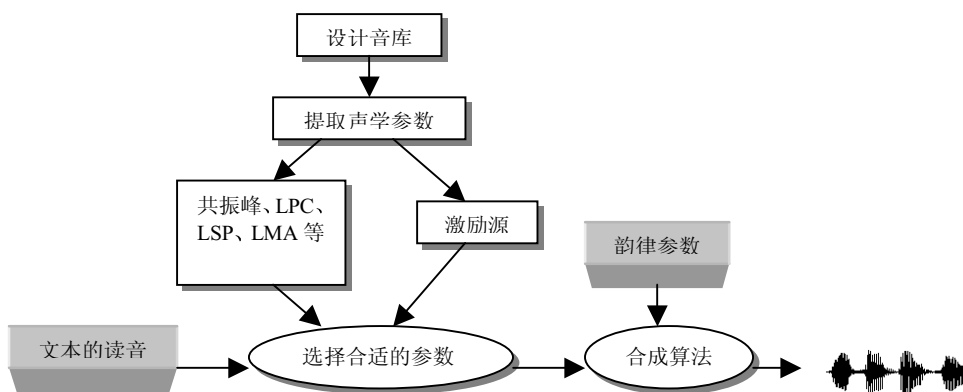 设计音库
提取声学参数
共振峰、LPC、
LSP、LMA 等
激励源
韵律参数
文本的读音
选择合适的参数
合成算法